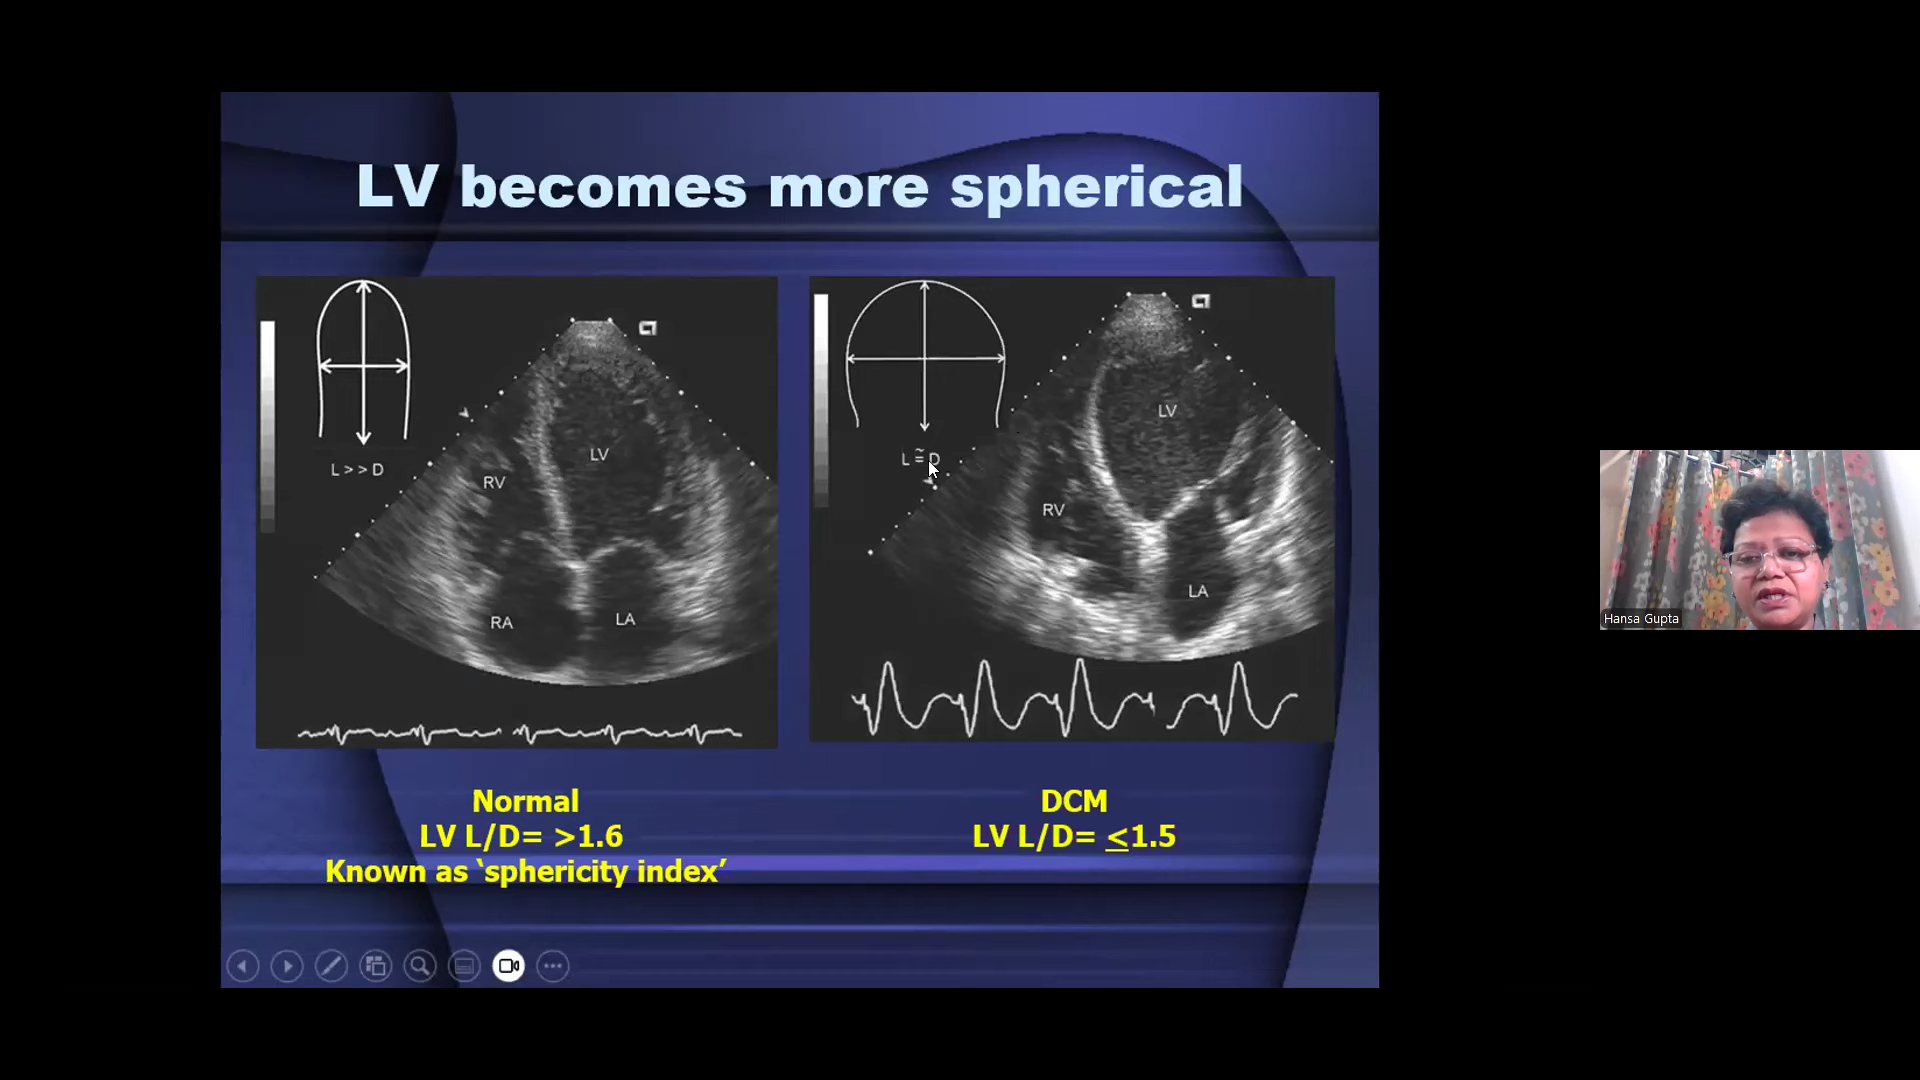 LV becomes more spherical
L >> D
LV
RV
RA
LA
L ≅ D
LV
RV
LA
Normal
LV L/D= >1.6
Known as ‘sphericity index’
DCM
LV L/D= ≤1.5
Hansa Gupta